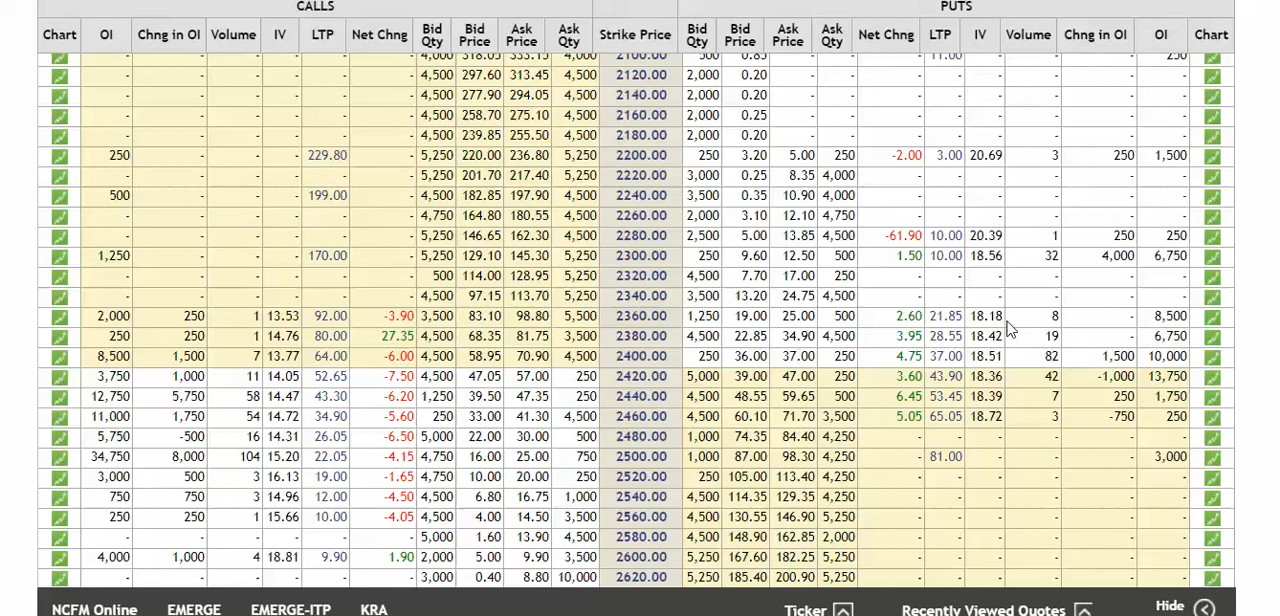 CALLS PUTS
Chart OI Chng in OI Volume IV LTP Net Chng Bid Qty Bid Price Ask Price Ask Qty Strike Price Bid Qty Bid Price Ask Price Ask Qty Net Chng LTP IV Volume Chng in OI OI Chart
- - - - - - 4,000 318.05 333.15 4,000 2100.00 500 0.85 - - - 11.00 - - - 250
- - - - - - 4,500 297.60 313.45 4,500 2120.00 2,000 0.20 - - - - - - - -
- - - - - - 4,500 277.90 294.05 4,500 2140.00 2,000 0.20 - - - - - - - -
- - - - - - 4,500 258.70 275.10 4,500 2160.00 2,000 0.25 - - - - - - - -
- - - - - - 4,500 239.85 255.50 4,500 2180.00 2,000 0.20 - - - - - - - -
250 - - - 229.80 - 5,250 220.00 236.80 5,250 2200.00 250 3.20 5.00 250 -2.00 3.00 20.69 3 250 1,500
- - - - - - 5,250 201.70 217.40 5,250 2220.00 3,000 0.25 8.35 4,000 - - - - - -
500 - - - 199.00 - 4,500 182.85 197.90 4,500 2240.00 3,500 0.35 10.90 4,000 - - - - - -
- - - - - - 4,750 164.80 180.55 4,500 2260.00 2,000 3.10 12.10 4,750 - - - - - -
- - - - - - 5,250 146.65 162.30 4,500 2280.00 2,500 5.00 13.85 4,500 -61.90 10.00 20.39 1 250 250
1,250 - - - 170.00 - 5,250 129.10 145.30 5,250 2300.00 250 9.60 12.50 500 1.50 10.00 18.56 32 4,000 6,750
- - - - - - 500 114.00 128.95 5,250 2320.00 4,500 7.70 17.00 250 - - - - - -
- - - - - - 4,500 97.15 113.70 5,250 2340.00 3,500 13.20 24.75 4,500 - - - - - -
2,000 250 1 13.53 92.00 -3.90 3,500 83.10 98.80 5,500 2360.00 1,250 19.00 25.00 500 2.60 21.85 18.18 8 - 8,500
250 250 1 14.76 80.00 27.35 4,500 68.35 81.75 3,500 2380.00 4,500 22.85 34.90 4,500 3.95 28.55 18.42 19 - 6,750
8,500 1,500 7 13.77 64.00 -6.00 4,500 58.95 70.90 4,500 2400.00 250 36.00 37.00 250 4.75 37.00 18.51 82 1,500 10,000
3,750 1,000 11 14.05 52.65 -7.50 4,500 47.05 57.00 250 2420.00 5,000 39.00 47.00 250 3.60 43.90 18.36 42 -1,000 13,750
12,750 5,750 58 14.47 43.30 -6.20 1,250 39.50 47.35 250 2440.00 4,500 48.55 59.65 500 6.45 53.45 18.39 7 250 1,750
11,000 1,750 54 14.72 34.90 -5.60 250 33.00 41.30 4,500 2460.00 4,500 60.10 71.70 3,500 5.05 65.05 18.72 3 -750 250
5,750 -500 16 14.31 26.05 -6.50 5,000 22.00 30.00 500 2480.00 1,000 74.35 84.40 4,250 - - - - - -
34,750 8,000 104 15.20 22.05 -4.15 4,750 16.00 25.00 750 2500.00 1,000 87.00 98.30 4,250 - 81.00 - - - 3,000
3,000 500 3 16.13 19.00 -1.65 4,750 10.00 20.00 250 2520.00 250 105.00 113.40 4,250 - - - - - -
750 750 3 14.96 12.00 -4.50 4,500 6.80 16.75 1,000 2540.00 4,500 114.35 129.35 4,250 - - - - - -
250 250 1 15.66 10.00 -4.05 4,500 4.00 14.50 3,500 2560.00 4,500 130.55 146.90 5,250 - - - - - -
- - - - - - 5,000 1.60 13.90 4,500 2580.00 4,500 148.90 162.85 2,000 - - - - - -
4,000 1,000 4 18.81 9.90 1.90 2,000 5.00 9.90 3,500 2600.00 5,250 167.60 182.25 5,250 - - - - - -
- - - - - - 3,000 0.40 8.80 10,000 2620.00 5,250 185.40 200.90 5,250 - - - - - -
NCFM Online EMERGE EMERGE-ITP KRA Ticker Recently Viewed Quotes Hide